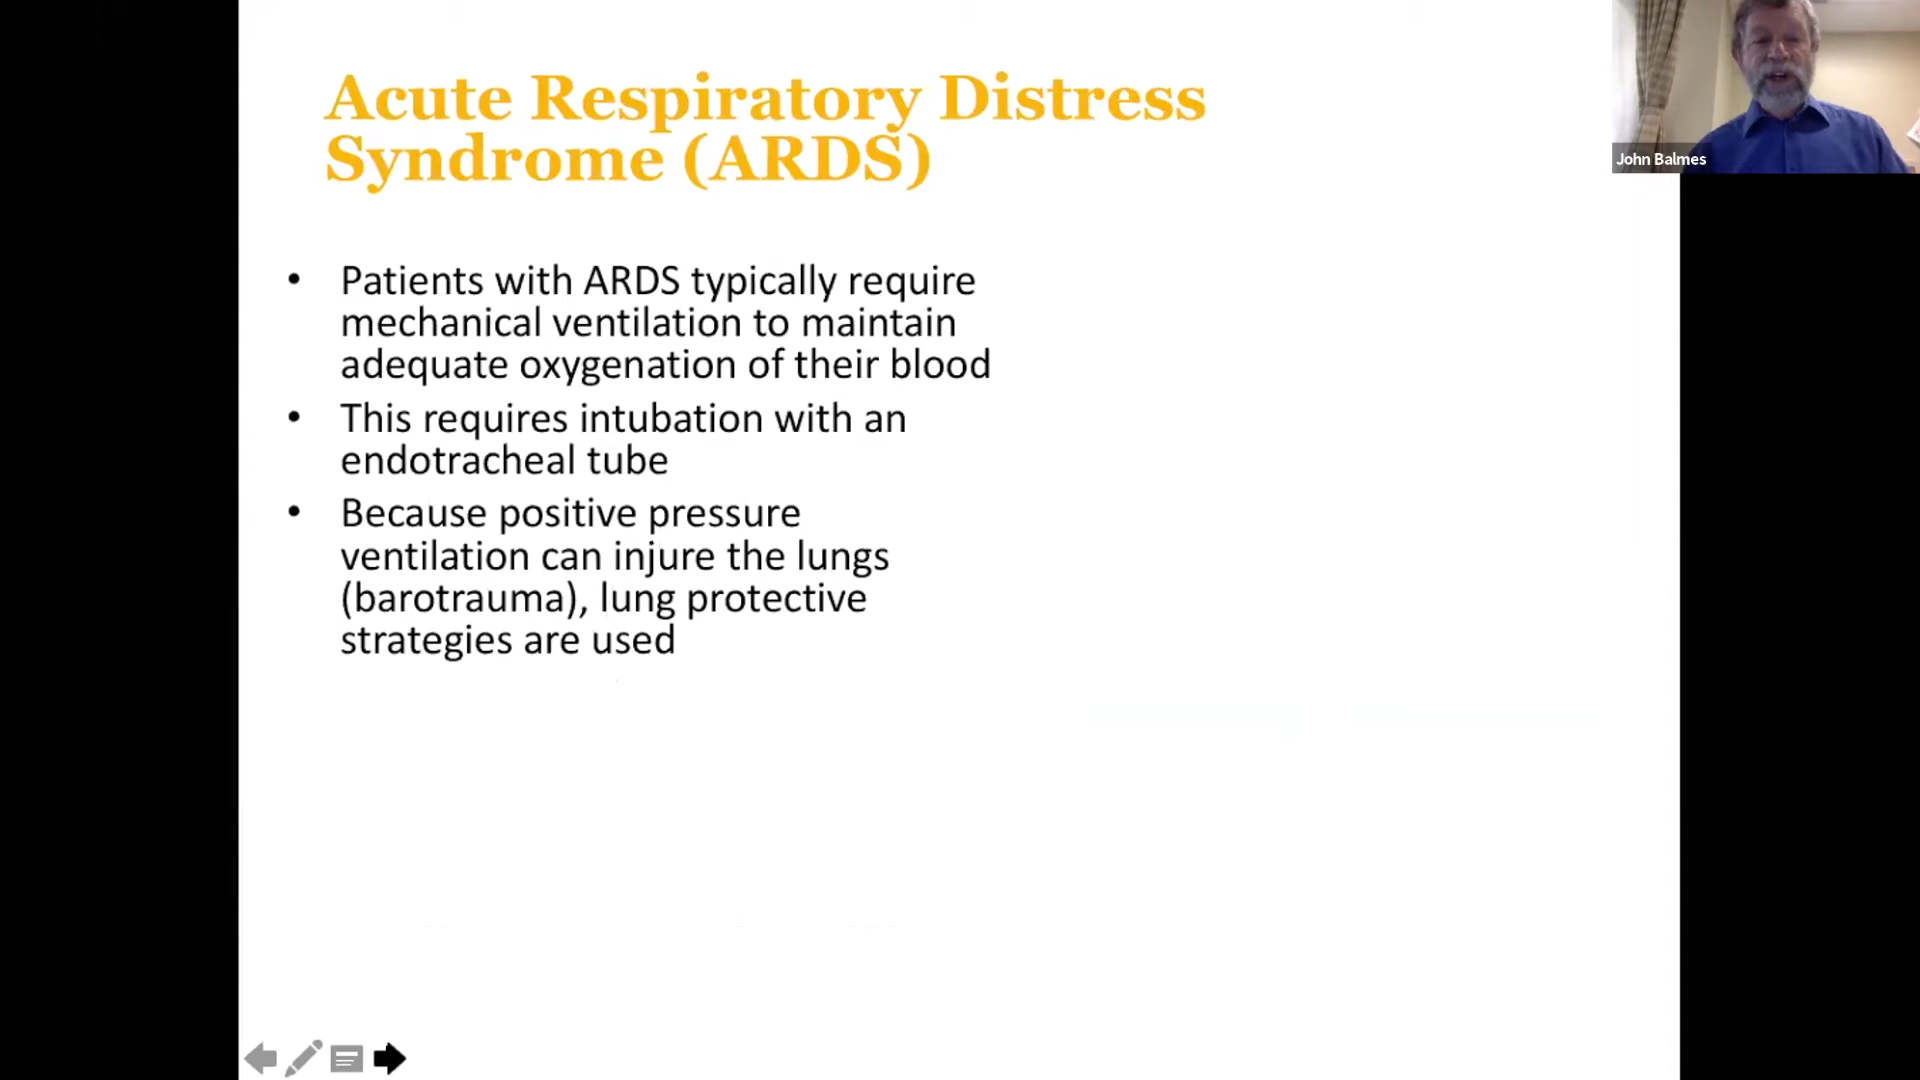 Acute Respiratory Distress
Syndrome (ARDS)
John Balmes
• Patients with ARDS typically require
mechanical ventilation to maintain
adequate oxygenation of their blood
• This requires intubation with an
endotracheal tube
• Because positive pressure
ventilation can injure the lungs
(barotrauma), lung protective
strategies are used